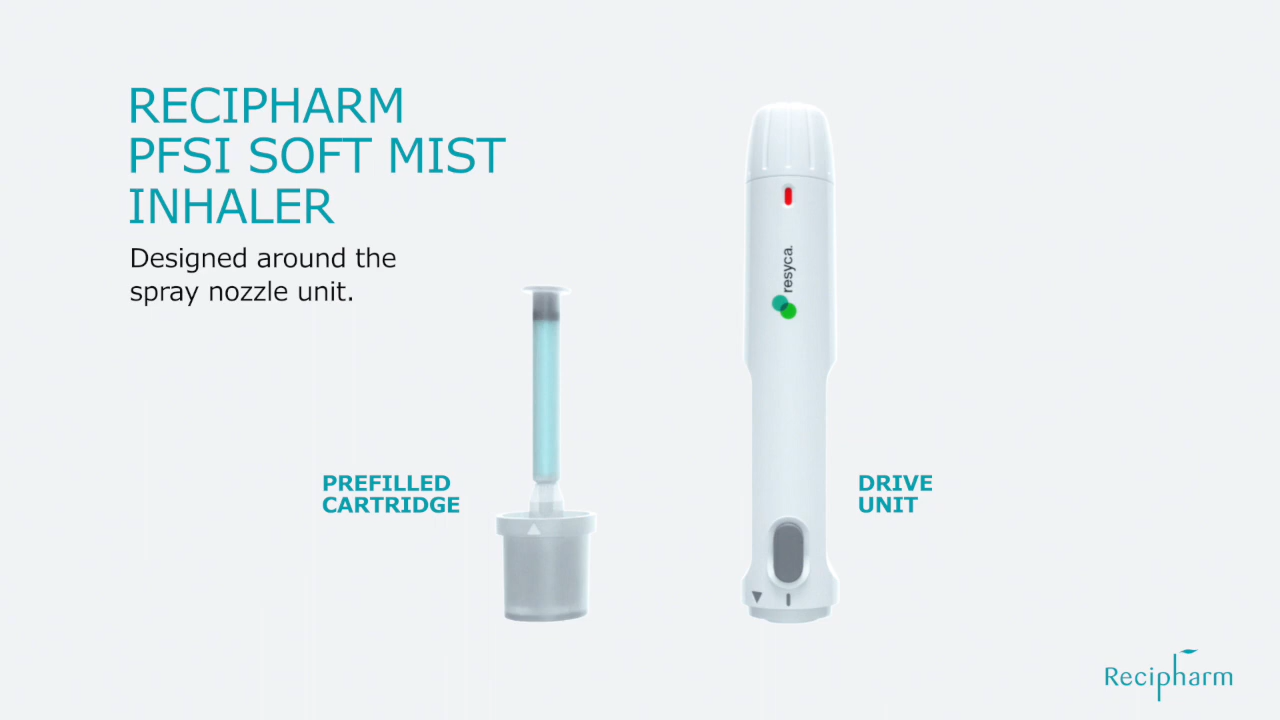 RECIPHARM
PFSI SOFT MIST
INHALER
Designed around the
spray nozzle unit.
resyca.
PREFILLED
CARTRIDGE
DRIVE
UNIT
Recipharm